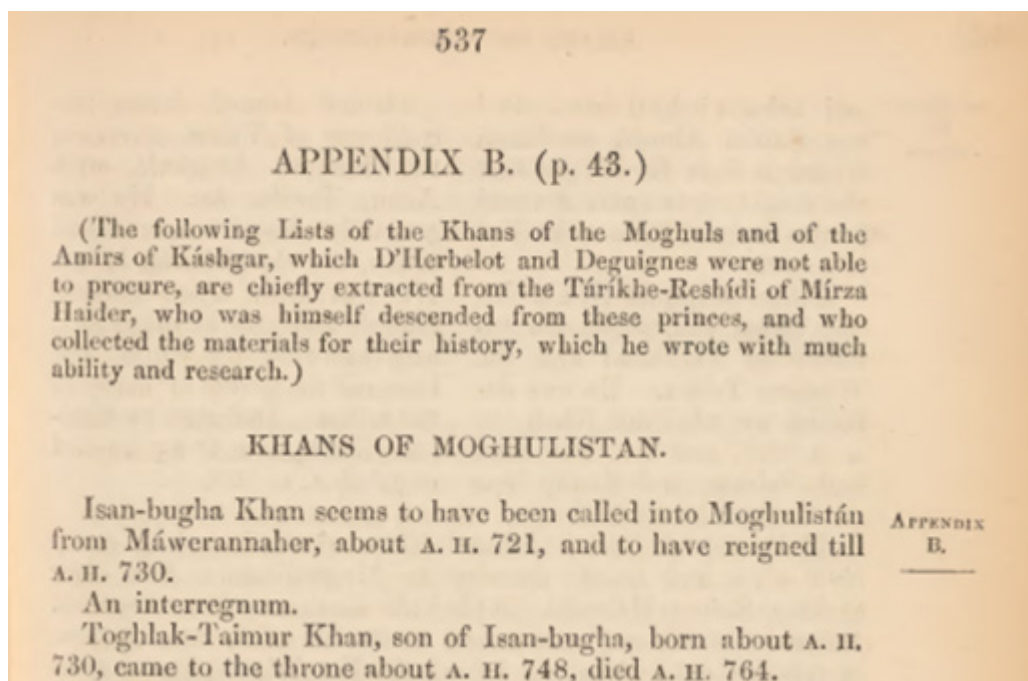 537
APPENDIX B. (p. 43.)
(The following Lists of the Khans of the Moghuls and of the
Amírs of Káshgar, which D'Herbelot and Deguignes were not able
to procure, are chiefly extracted from the Táríkhe-Reshídi of Mírza
Haider, who was himself descended from these princes, and who
collected the materials for their history, which he wrote with much
ability and research.)
KHANS OF MOGHULISTAN.
Isan-bugha Khan seems to have been called into Moghulistán
from Máwerannaher, about A. H. 721, and to have reigned till
A. H. 730.
An interregnum.
Toghlak-Taimur Khan, son of Isan-bugha, born about A. H.
730, came to the throne about A. H. 748, died A. H. 764.
APPENDIX
B.